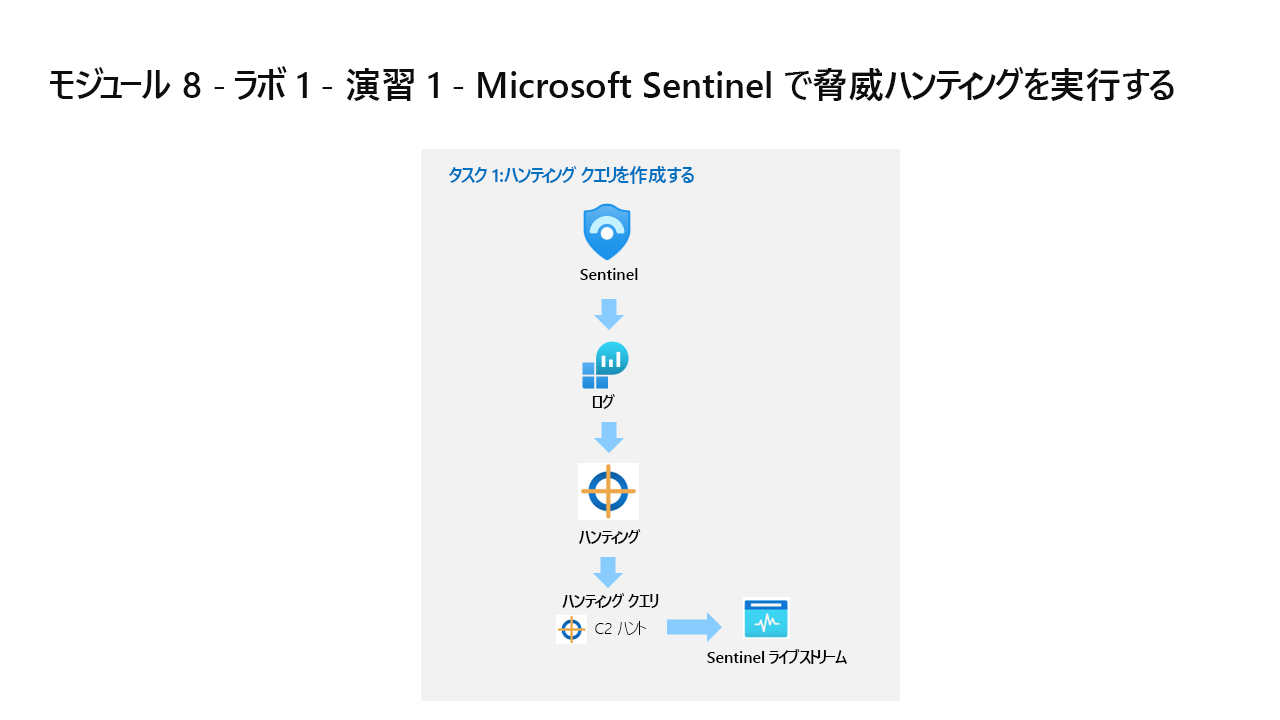 モジュール 8 - ラボ 1 - 演習 1 - Microsoft Sentinel で脅威ハンティングを実行する
タスク 1:ハンティング クエリを作成する
Sentinel
ログ
ハンティング
ハンティング クエリ
C2 ハント
Sentinel ライブストリーム